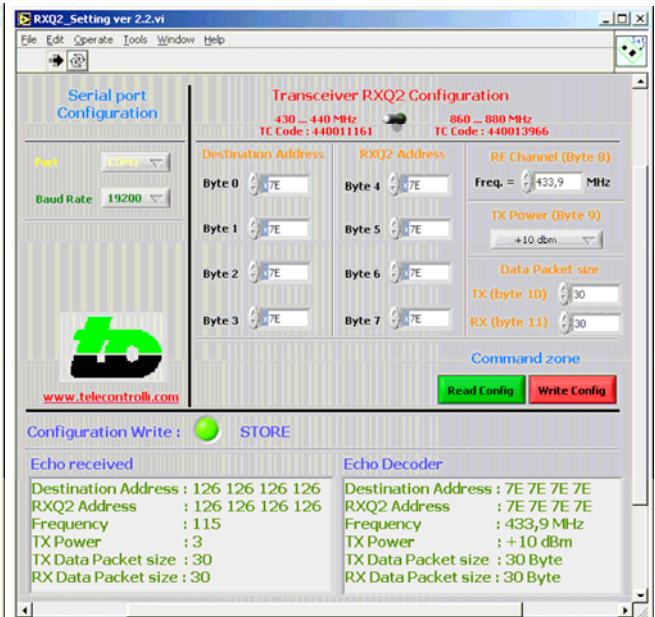 RXQ2_Setting ver 2.2.vi
File Edit Operate Tools Window Help
Serial port
Configuration
Port COM1
Baud Rate 19200
www.telecontrolli.com
Transceiver RXQ2 Configuration
430 ... 440 MHz
TC Code : 440011161
860 ... 880 MHz
TC Code : 440013966
Destination Address
Byte 0 x 7E
Byte 1 x 7E
Byte 2 x 7E
Byte 3 x 7E
RXQ2 Address
Byte 4 x 7E
Byte 5 x 7E
Byte 6 x 7E
Byte 7 x 7E
RF Channel (Byte 8)
Freq. = 433,9 MHz
TX Power (Byte 9)
+10 dbm
Data Packet size
TX (byte 10) 30
RX (byte 11) 30
Command zone
Read Config Write Config
Configuration Write : STORE
Echo received
Destination Address : 126 126 126 126
RXQ2 Address : 126 126 126 126
Frequency : 115
TX Power : 3
TX Data Packet size : 30
RX Data Packet size : 30
Echo Decoder
Destination Address : 7E 7E 7E 7E
RXQ2 Address : 7E 7E 7E 7E
Frequency : 433,9 MHz
TX Power : +10 dBm
TX Data Packet size : 30 Byte
RX Data Packet size : 30 Byte